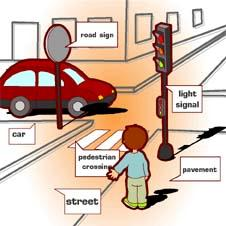 road sign
light
signal
car
pedestrian
crossing
pavement
street